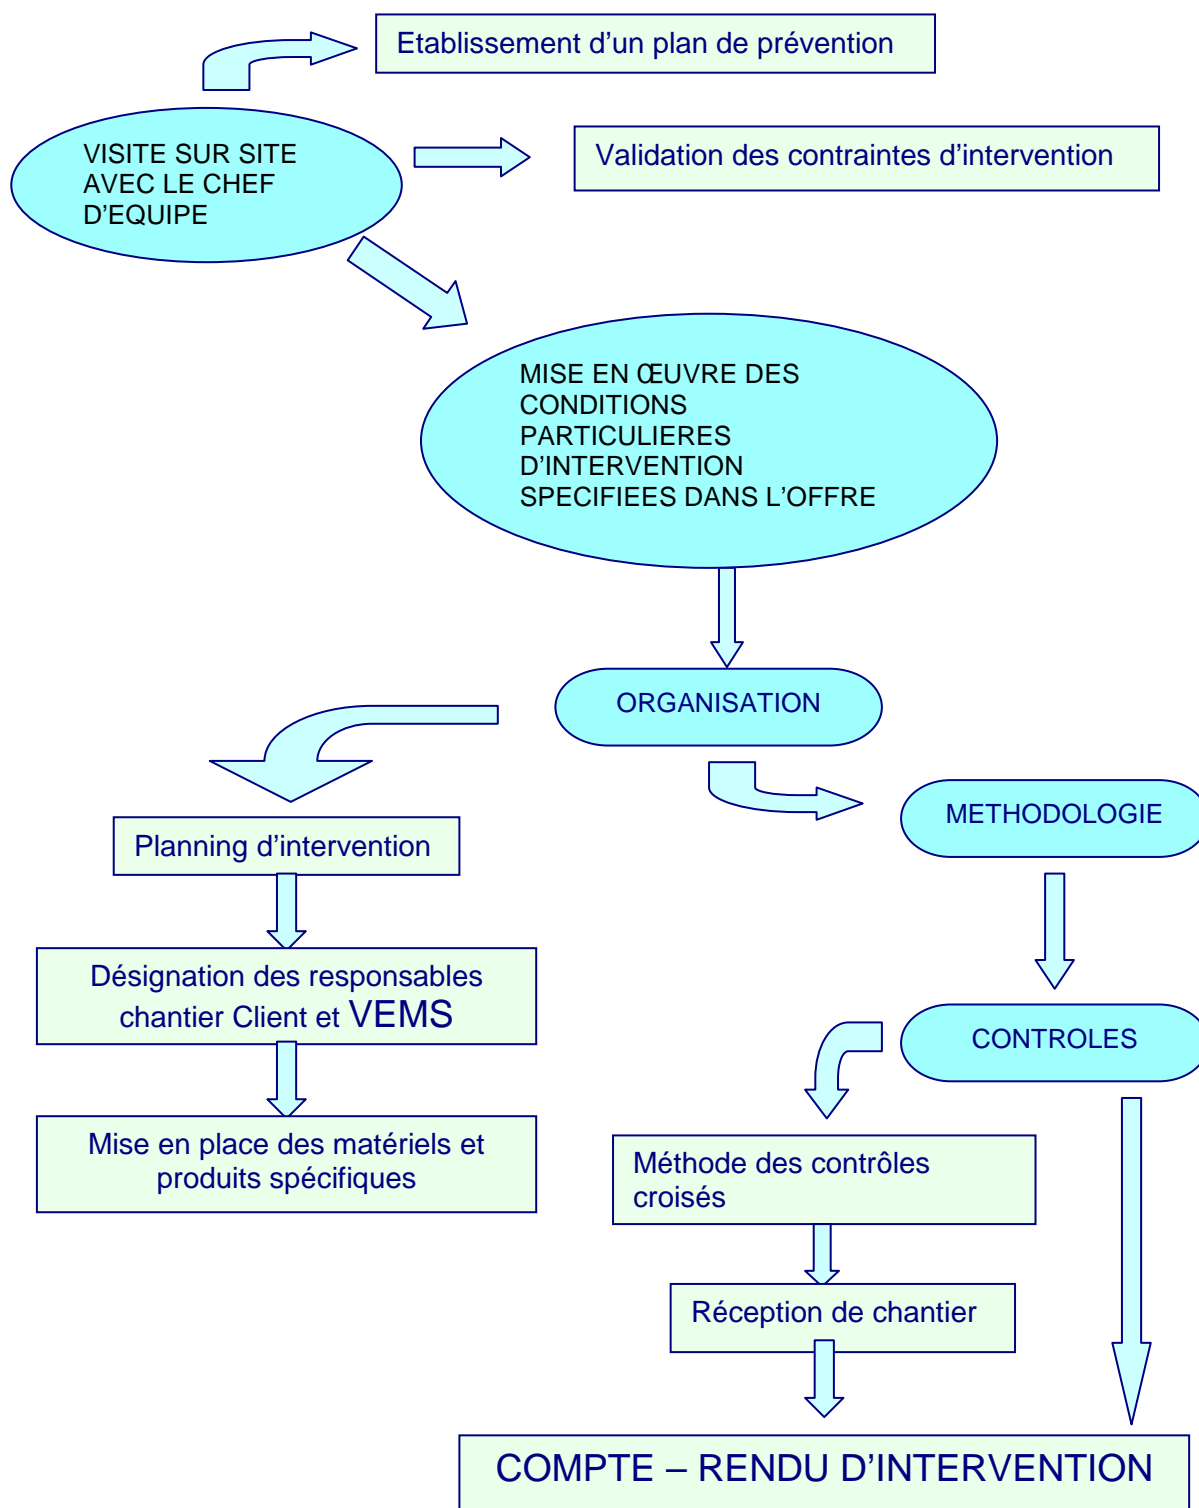 Etablissement d’un plan de prévention
VISITE SUR SITE
AVEC LE CHEF
D’EQUIPE
Validation des contraintes d’intervention
MISE EN ŒUVRE DES
CONDITIONS
PARTICULIERES
D’INTERVENTION
SPECIFIEES DANS L’OFFRE
ORGANISATION
METHODOLOGIE
Planning d’intervention
Désignation des responsables
chantier Client et VEMS
CONTROLES
Mise en place des matériels et
produits spécifiques
Méthode des contrôles
croisés
Réception de chantier
COMPTE – RENDU D’INTERVENTION